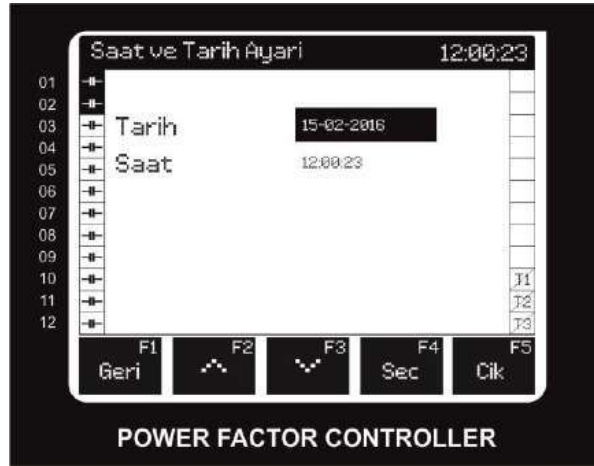 Saat ve Tarih Ayari 12:00:23
01
02
03 Tarih 15-02-2016
04
05 Saat 12:00:23
06
07
08
09
10 T1
11 T2
12 T3
F1 F2 F3 F4 F5
Geri Sec Cik
POWER FACTOR CONTROLLER